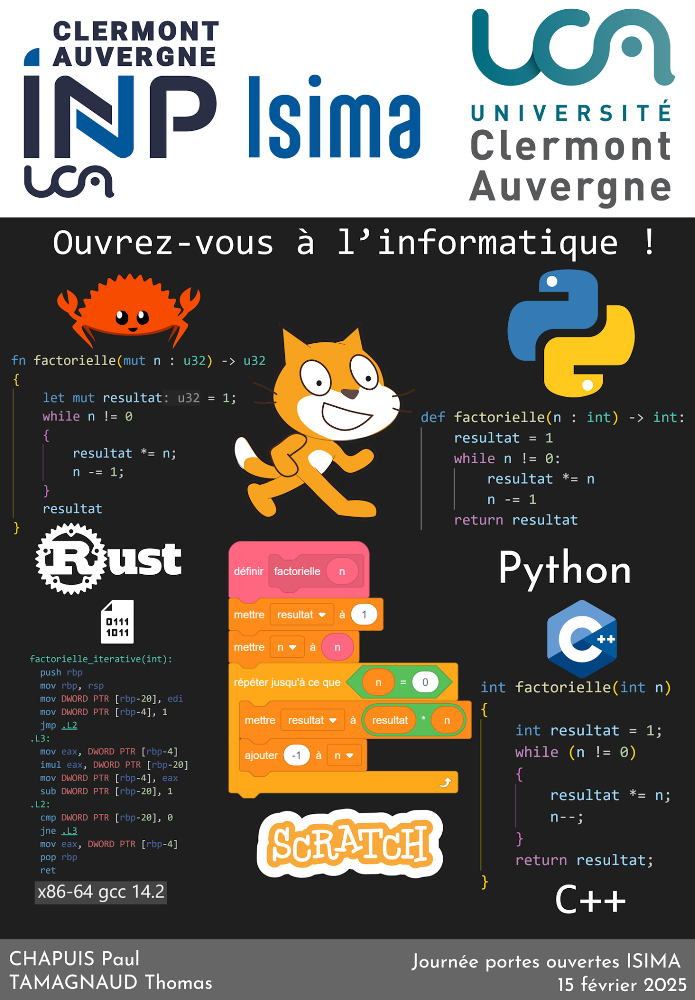 CLERMONT
AUVERGNE
INP
UCA
Isima
UCA
UNIVERSITÉ
Clermont
Auvergne
Ouvrez-vous à l’informatique !
fn factorielle(mut n : u32) -> u32
{
let mut resultat: u32 = 1;
while n != 0
{
resultat *= n;
n -= 1;
}
resultat
}
Rust
def factorielle(n : int) -> int:
resultat = 1
while n != 0:
resultat *= n
n -= 1
return resultat
Python
0111
1011
factorielle_iterative(int):
push rbp
mov rbp, rsp
mov DWORD PTR [rbp-20], edi
mov DWORD PTR [rbp-4], 1
jmp .L2
.L3:
mov eax, DWORD PTR [rbp-4]
imul eax, DWORD PTR [rbp-20]
mov DWORD PTR [rbp-4], eax
sub DWORD PTR [rbp-20], 1
.L2:
cmp DWORD PTR [rbp-20], 0
jne .L3
mov eax, DWORD PTR [rbp-4]
pop rbp
ret
x86-64 gcc 14.2
définir factorielle n
mettre resultat à 1
mettre n à n
répéter jusqu'à ce que n = 0
mettre resultat à resultat * n
ajouter -1 à n
SCRATCH
C++
int factorielle(int n)
{
int resultat = 1;
while (n != 0)
{
resultat *= n;
n--;
}
return resultat;
}
C++
CHAPUIS Paul
TAMAGNAUD Thomas
Journée portes ouvertes ISIMA
15 février 2025